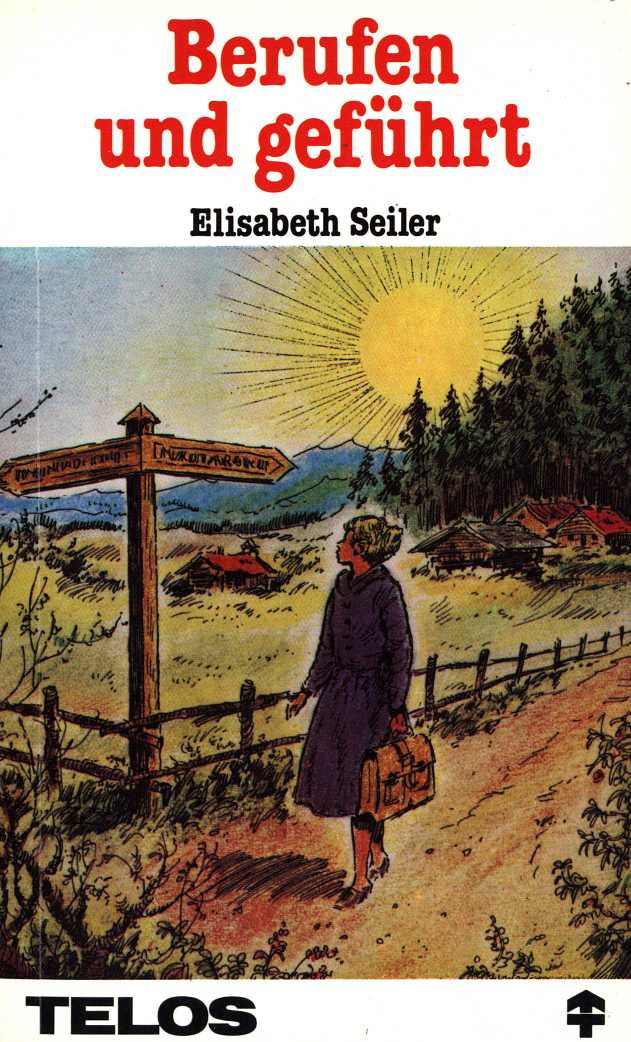 Berufen
und geführt
Elisabeth Seiler
TELOS